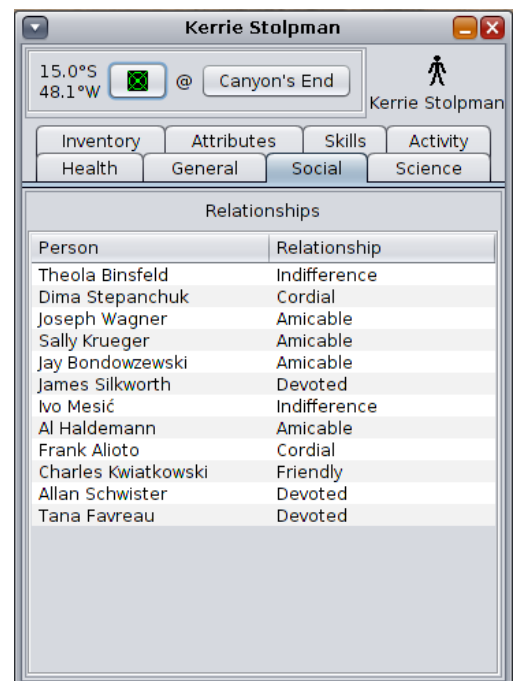 Kerrie Stolpman
15.0°S
48.1°W
@
Canyon's End
Kerrie Stolpman
Inventory Attributes Skills Activity
Health General Social Science
Relationships
Person Relationship
Theola Binsfeld Indifference
Dima Stepanchuk Cordial
Joseph Wagner Amicable
Sally Krueger Amicable
Jay Bondowzewski Amicable
James Silkworth Devoted
Ivo Mesić Indifference
Al Haldemann Amicable
Frank Alioto Cordial
Charles Kwiatkowski Friendly
Allan Schwister Devoted
Tana Favreau Devoted